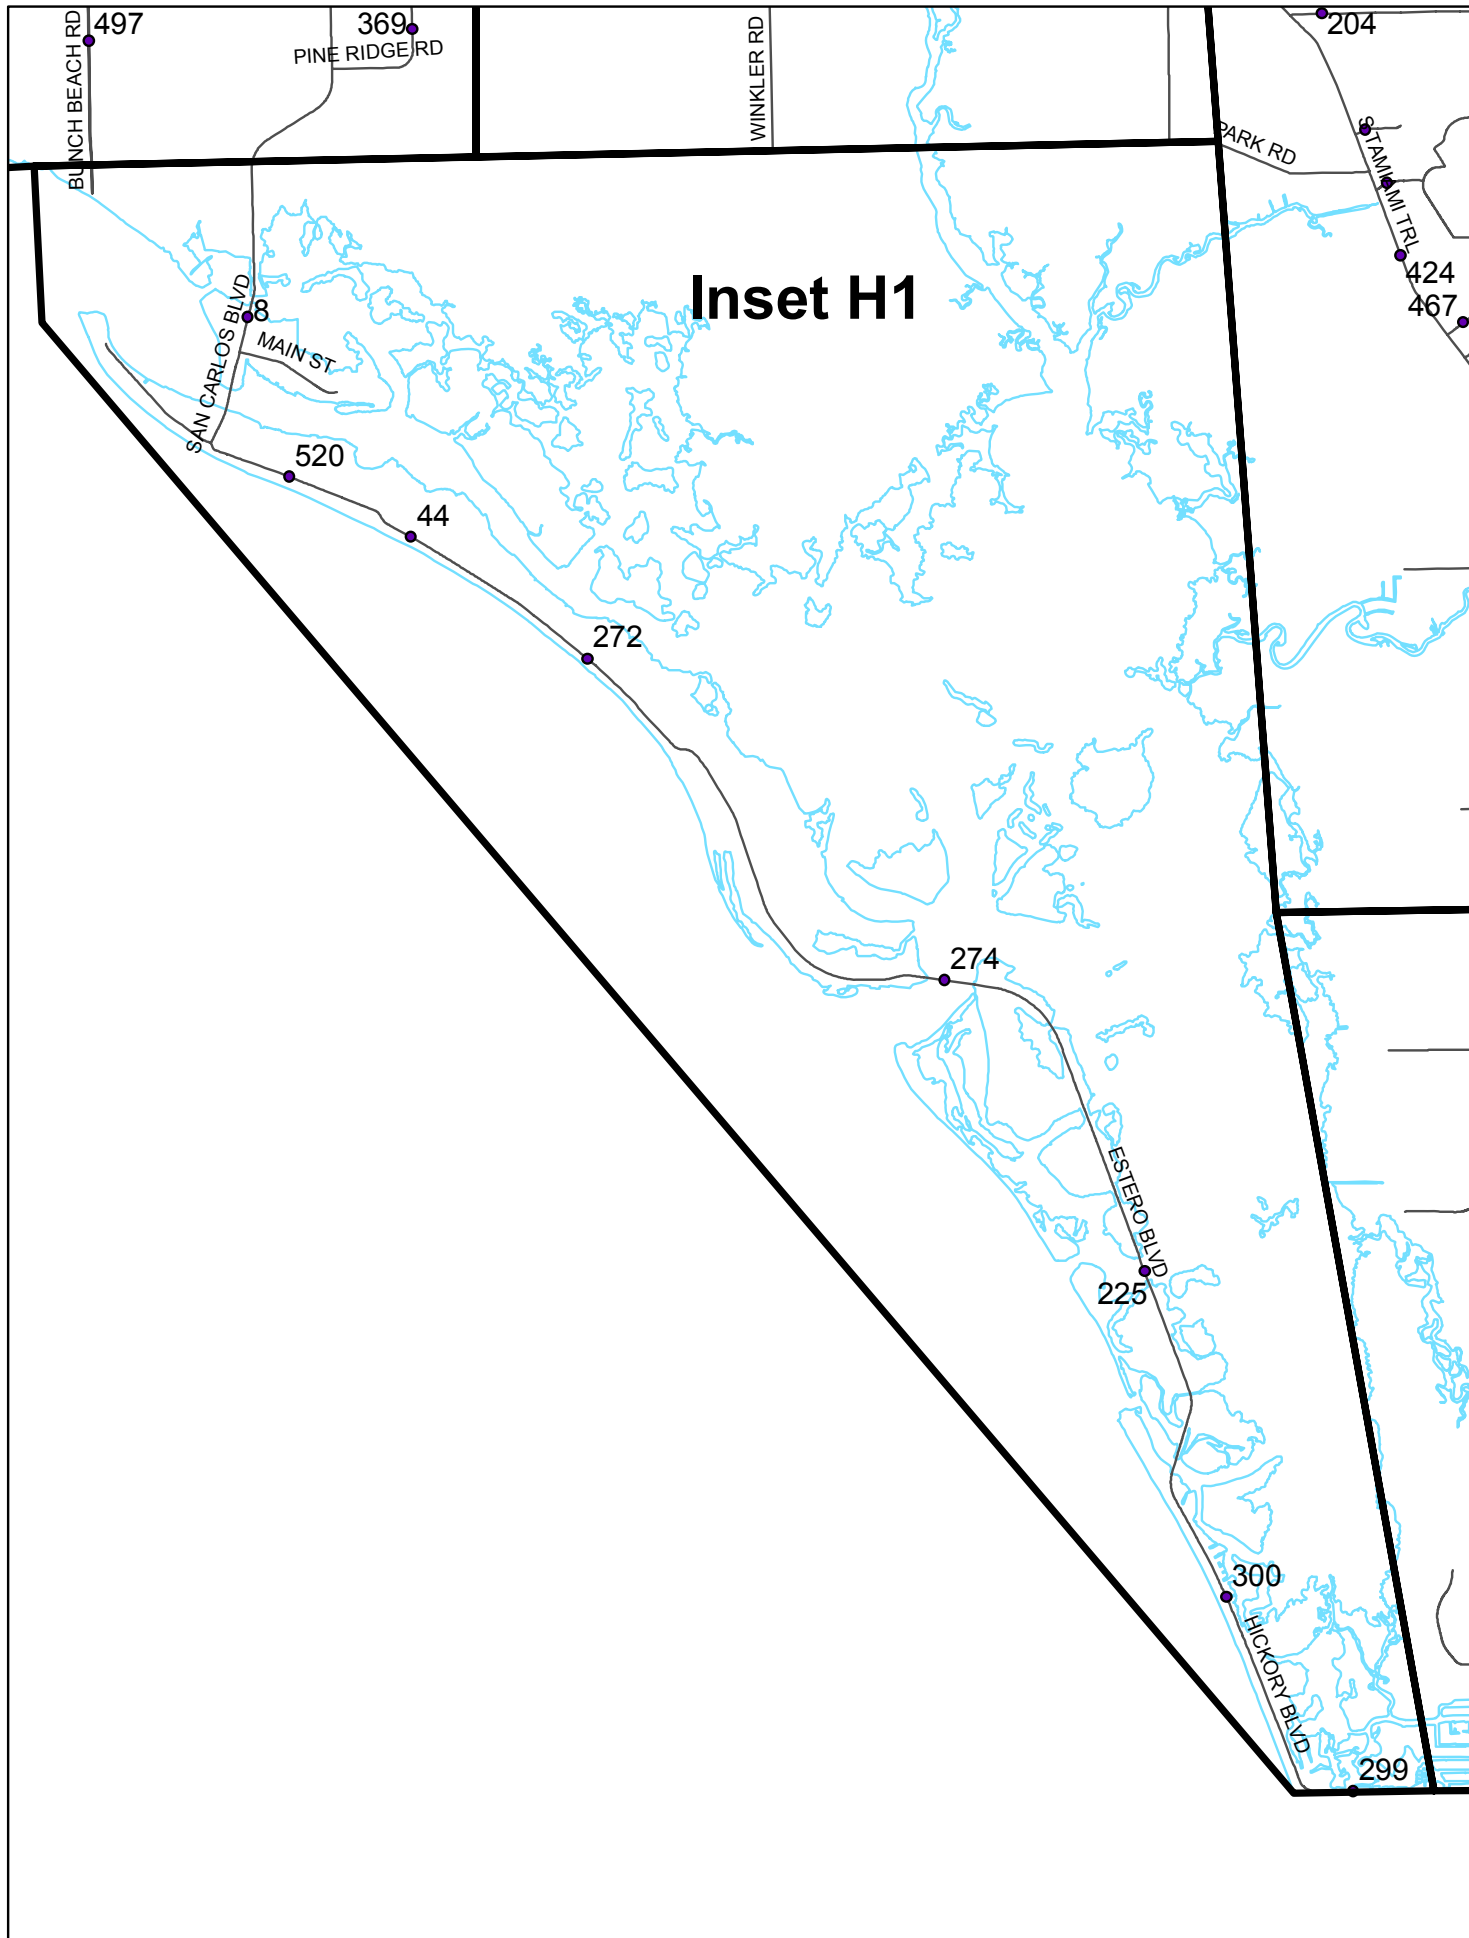 497
369
204
PINE RIDGE RD
BUNCH BEACH RD
WINKLER RD
PARK RD
S TAMIAMI TRL
424
467
Inset H1
8
SAN CARLOS BLVD
MAIN ST
520
44
272
274
ESTERO BLVD
225
300
HICKORY BLVD
299